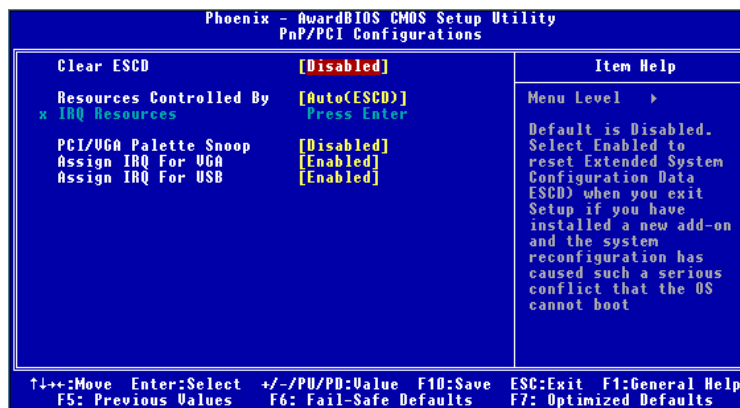 Phoenix - AwardBIOS CMOS Setup Utility
PnP/PCI Configurations
Clear ESCD [Disabled]
Resources Controlled By [Auto(ESCD)]
x IRQ Resources Press Enter
PCI/VGA Palette Snoop [Disabled]
Assign IRQ For VGA [Enabled]
Assign IRQ For USB [Enabled]
Item Help
Menu Level ▸
Default is Disabled.
Select Enabled to
reset Extended System
Configuration Data
ESCD) when you exit
Setup if you have
installed a new add-on
and the system
reconfiguration has
caused such a serious
conflict that the OS
cannot boot
↑↓→←:Move Enter:Select +/-/PU/PD:Value F10:Save ESC:Exit F1:General Help
F5: Previous Values F6: Fail-Safe Defaults F7: Optimized Defaults